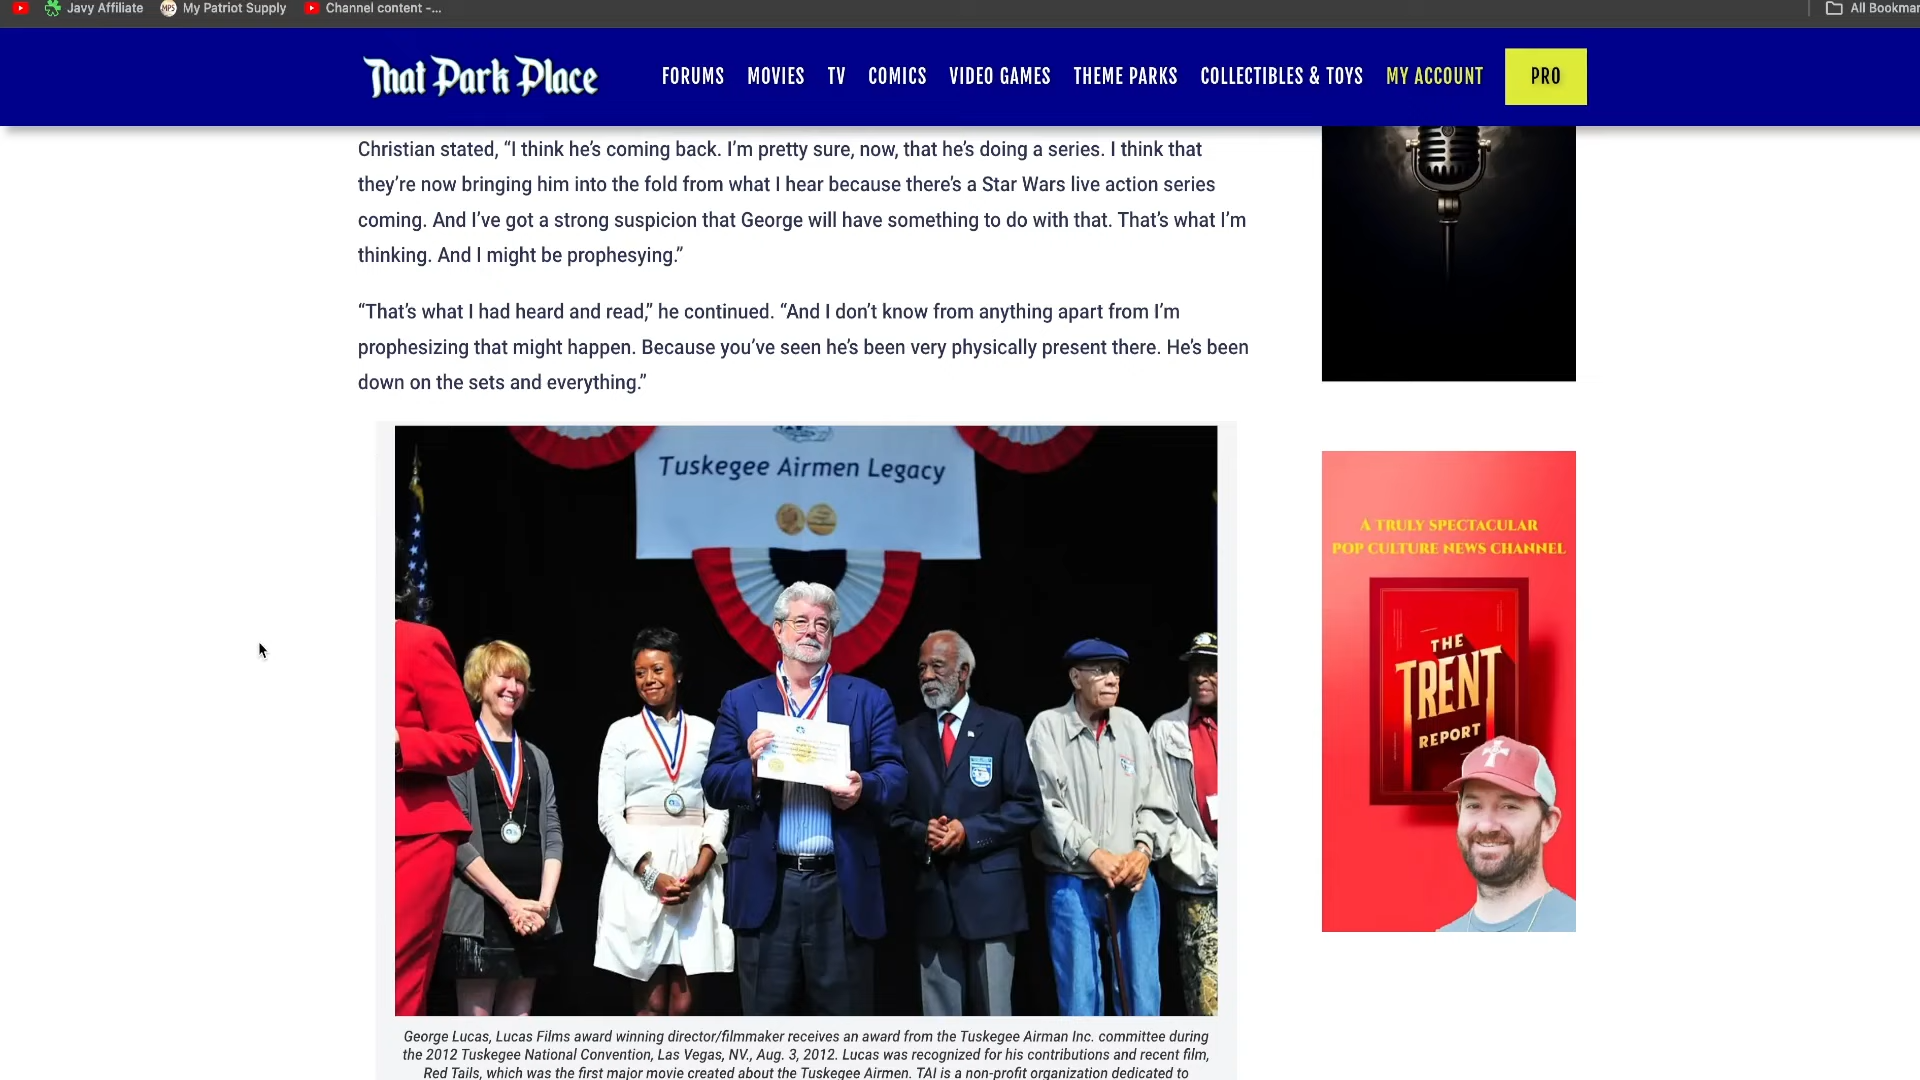 Javy Affiliate My Patriot Supply Channel content -... All Bookmar
That Park Place FORUMS MOVIES TV COMICS VIDEO GAMES THEME PARKS COLLECTIBLES & TOYS MY ACCOUNT PRO
Christian stated, “I think he’s coming back. I’m pretty sure, now, that he’s doing a series. I think that
they’re now bringing him into the fold from what I hear because there’s a Star Wars live action series
coming. And I’ve got a strong suspicion that George will have something to do with that. That’s what I’m
thinking. And I might be prophesying.”
“That’s what I had heard and read,” he continued. “And I don’t know from anything apart from I’m
prophesizing that might happen. Because you’ve seen he’s been very physically present there. He’s been
down on the sets and everything.”
Tuskegee Airmen Legacy
George Lucas, Lucas Films award winning director/filmmaker receives an award from the Tuskegee Airman Inc. committee during
the 2012 Tuskegee National Convention, Las Vegas, NV., Aug. 3, 2012. Lucas was recognized for his contributions and recent film,
Red Tails, which was the first major movie created about the Tuskegee Airmen. TAI is a non-profit organization dedicated to
A TRULY SPECTACULAR
POP CULTURE NEWS CHANNEL
THE
TRENT
REPORT